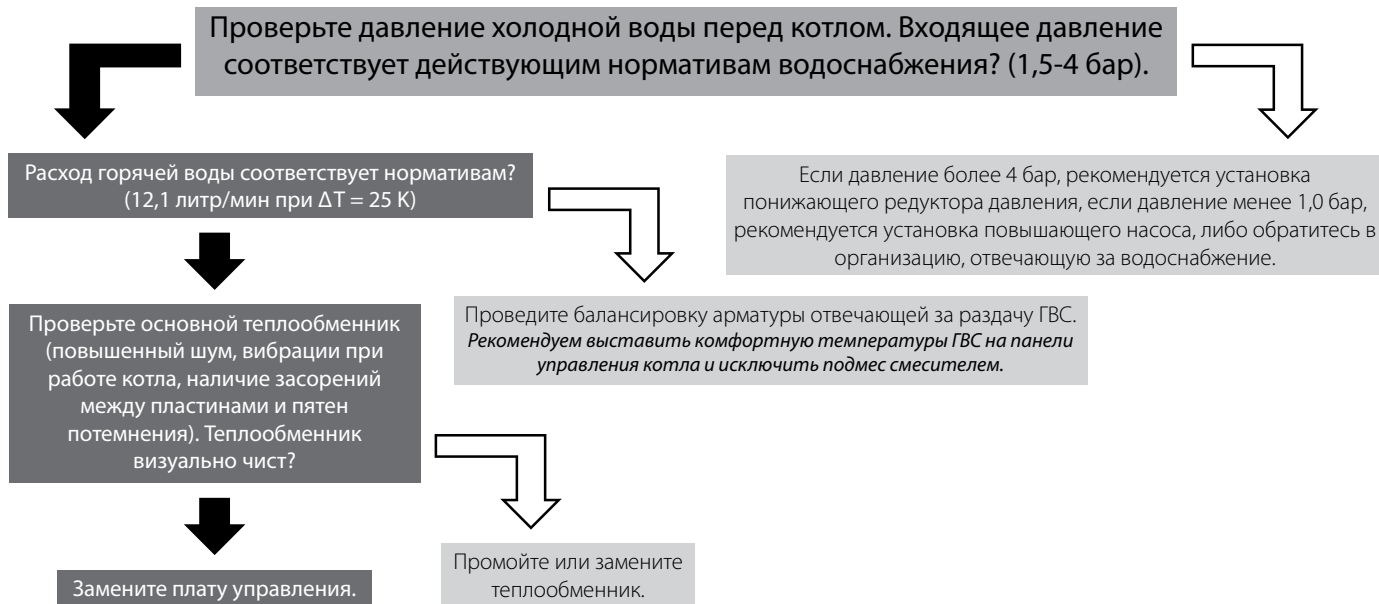 Проверьте давление холодной воды перед котлом. Входящее давление
соответствует действующим нормативам водоснабжения? (1,5-4 бар).
Расход горячей воды соответствует нормативам?
(12,1 литр/мин при ΔT = 25 К)
Если давление более 4 бар, рекомендуется установка
понижающего редуктора давления, если давление менее 1,0 бар,
рекомендуется установка повышающего насоса, либо обратитесь в
организацию, отвечающую за водоснабжение.
Проверьте основной теплообменник
(повышенный шум, вибрации при
работе котла, наличие засорений
между пластинами и пятен
потемнения). Теплообменник
визуально чист?
Проведите балансировку арматуры отвечающей за раздачу ГВС.
Рекомендуем выставить комфортную температуры ГВС на панели
управления котла и исключить подмес смесителем.
Замените плату управления.
Промойте или замените
теплообменник.